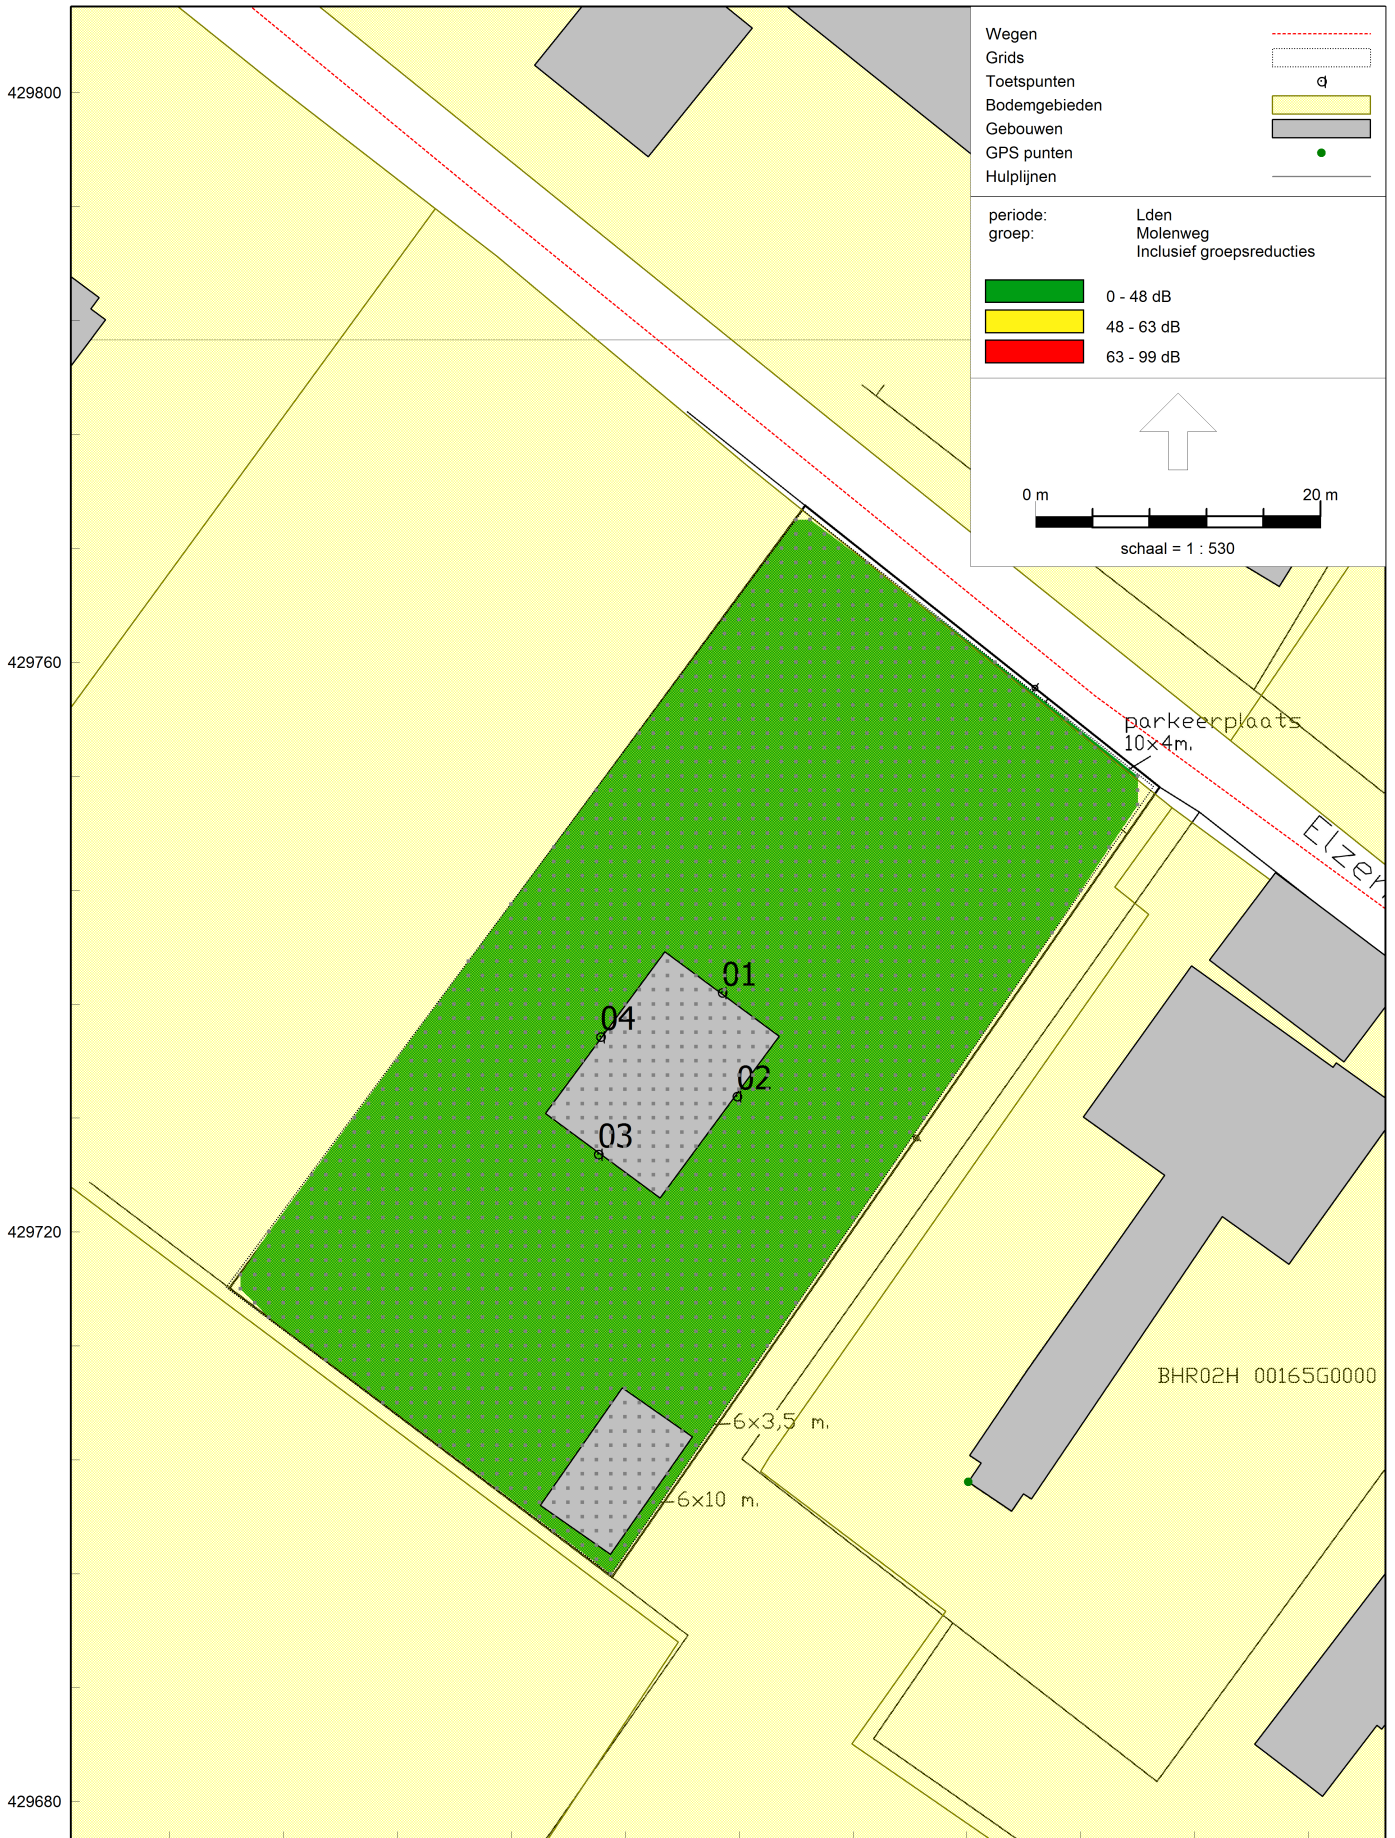 Wegen
Grids
Toetspunten
Bodemgebieden
Gebouwen
GPS punten
Hulplijnen
periode: Lden
groep: Molenweg
Inclusief groepsreducties
0 - 48 dB
48 - 63 dB
63 - 99 dB
0 m 20 m
schaal = 1 : 530
429800
429760
429720
429680
parkeerplaats
10x4m.
Elzen
01
04
02
03
BHR02H 00165G0000
6x3,5 m.
6x10 m.